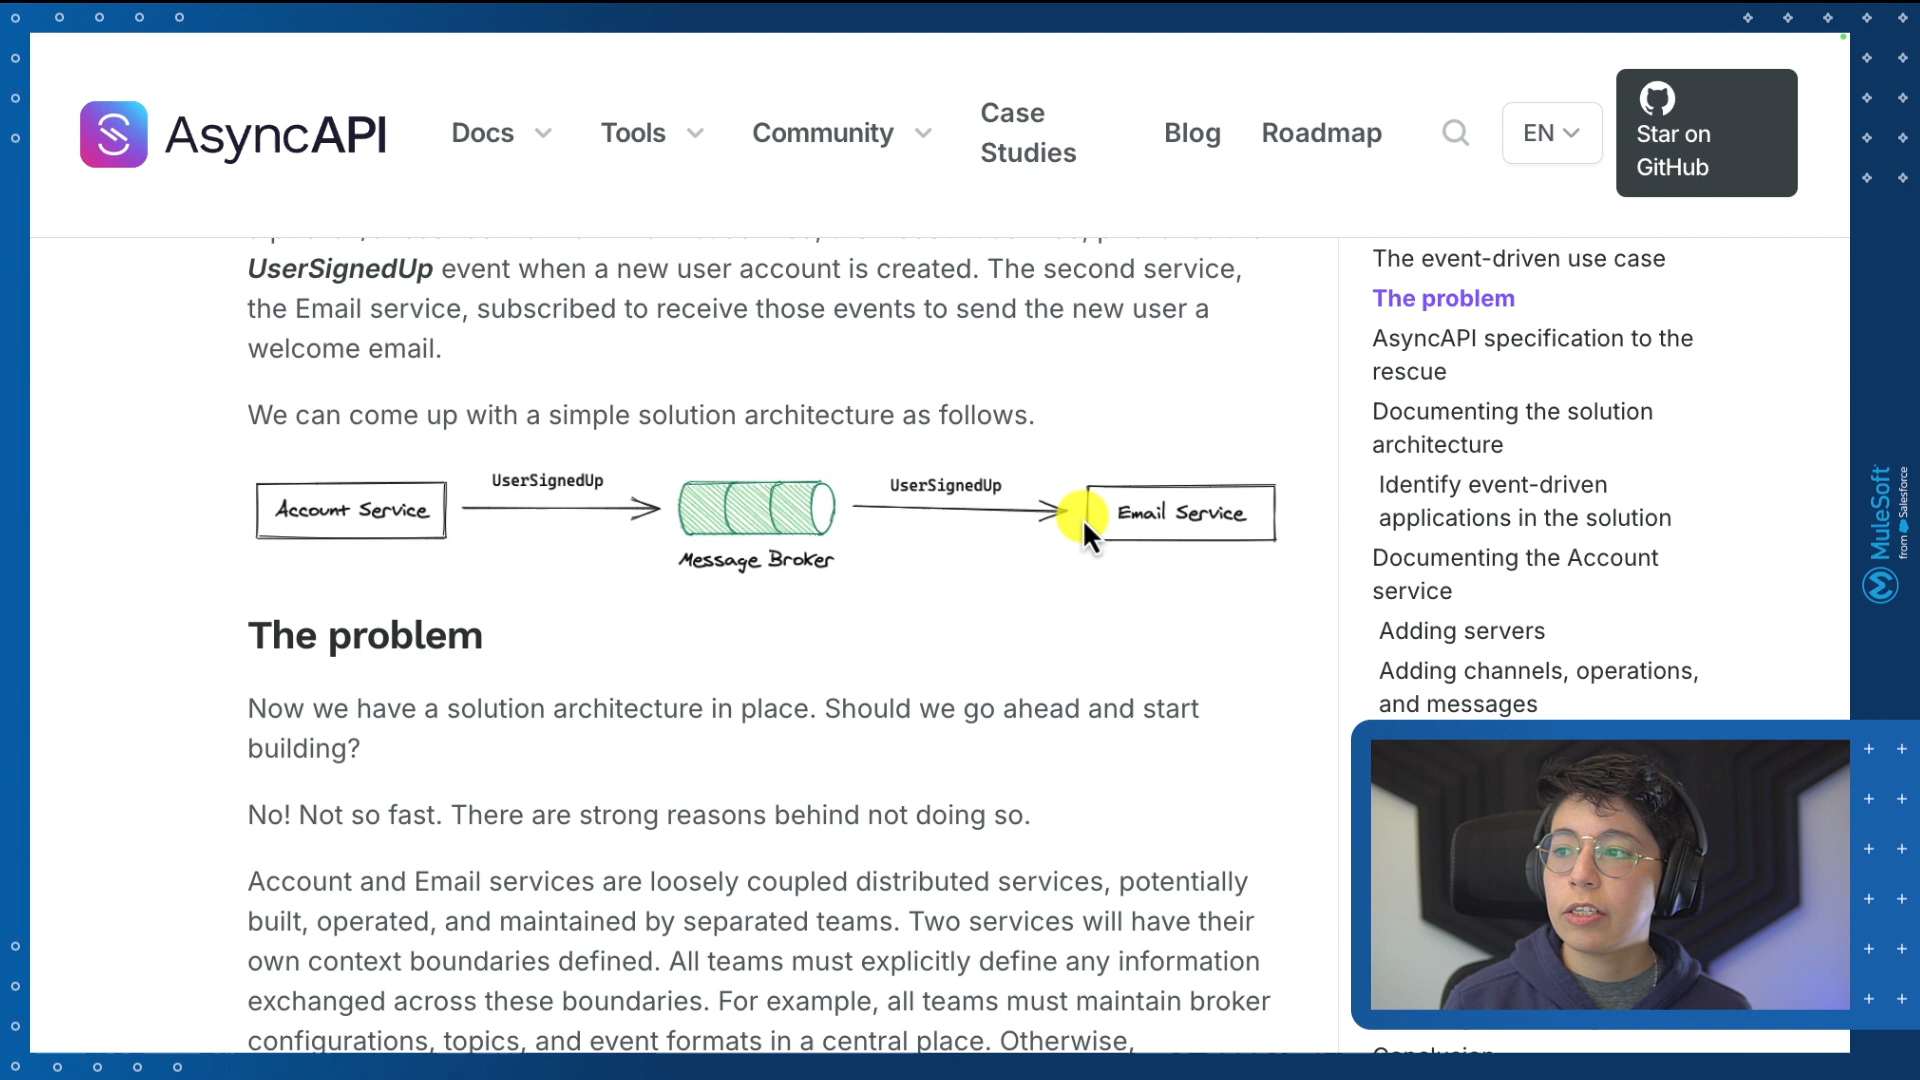 AsyncAPI
Docs
Tools
Community
Case
Studies
Blog
Roadmap
EN
Star on
GitHub
UserSignedUp event when a new user account is created. The second service,
the Email service, subscribed to receive those events to send the new user a
welcome email.
We can come up with a simple solution architecture as follows.
Account Service
UserSignedUp
Message Broker
UserSignedUp
Email Service
The problem
Now we have a solution architecture in place. Should we go ahead and start
building?
No! Not so fast. There are strong reasons behind not doing so.
Account and Email services are loosely coupled distributed services, potentially
built, operated, and maintained by separated teams. Two services will have their
own context boundaries defined. All teams must explicitly define any information
exchanged across these boundaries. For example, all teams must maintain broker
configurations, topics, and event formats in a central place. Otherwise,
The event-driven use case
The problem
AsyncAPI specification to the
rescue
Documenting the solution
architecture
Identify event-driven
applications in the solution
Documenting the Account
service
Adding servers
Adding channels, operations,
and messages
Conclusion
MuleSoft
from Salesforce